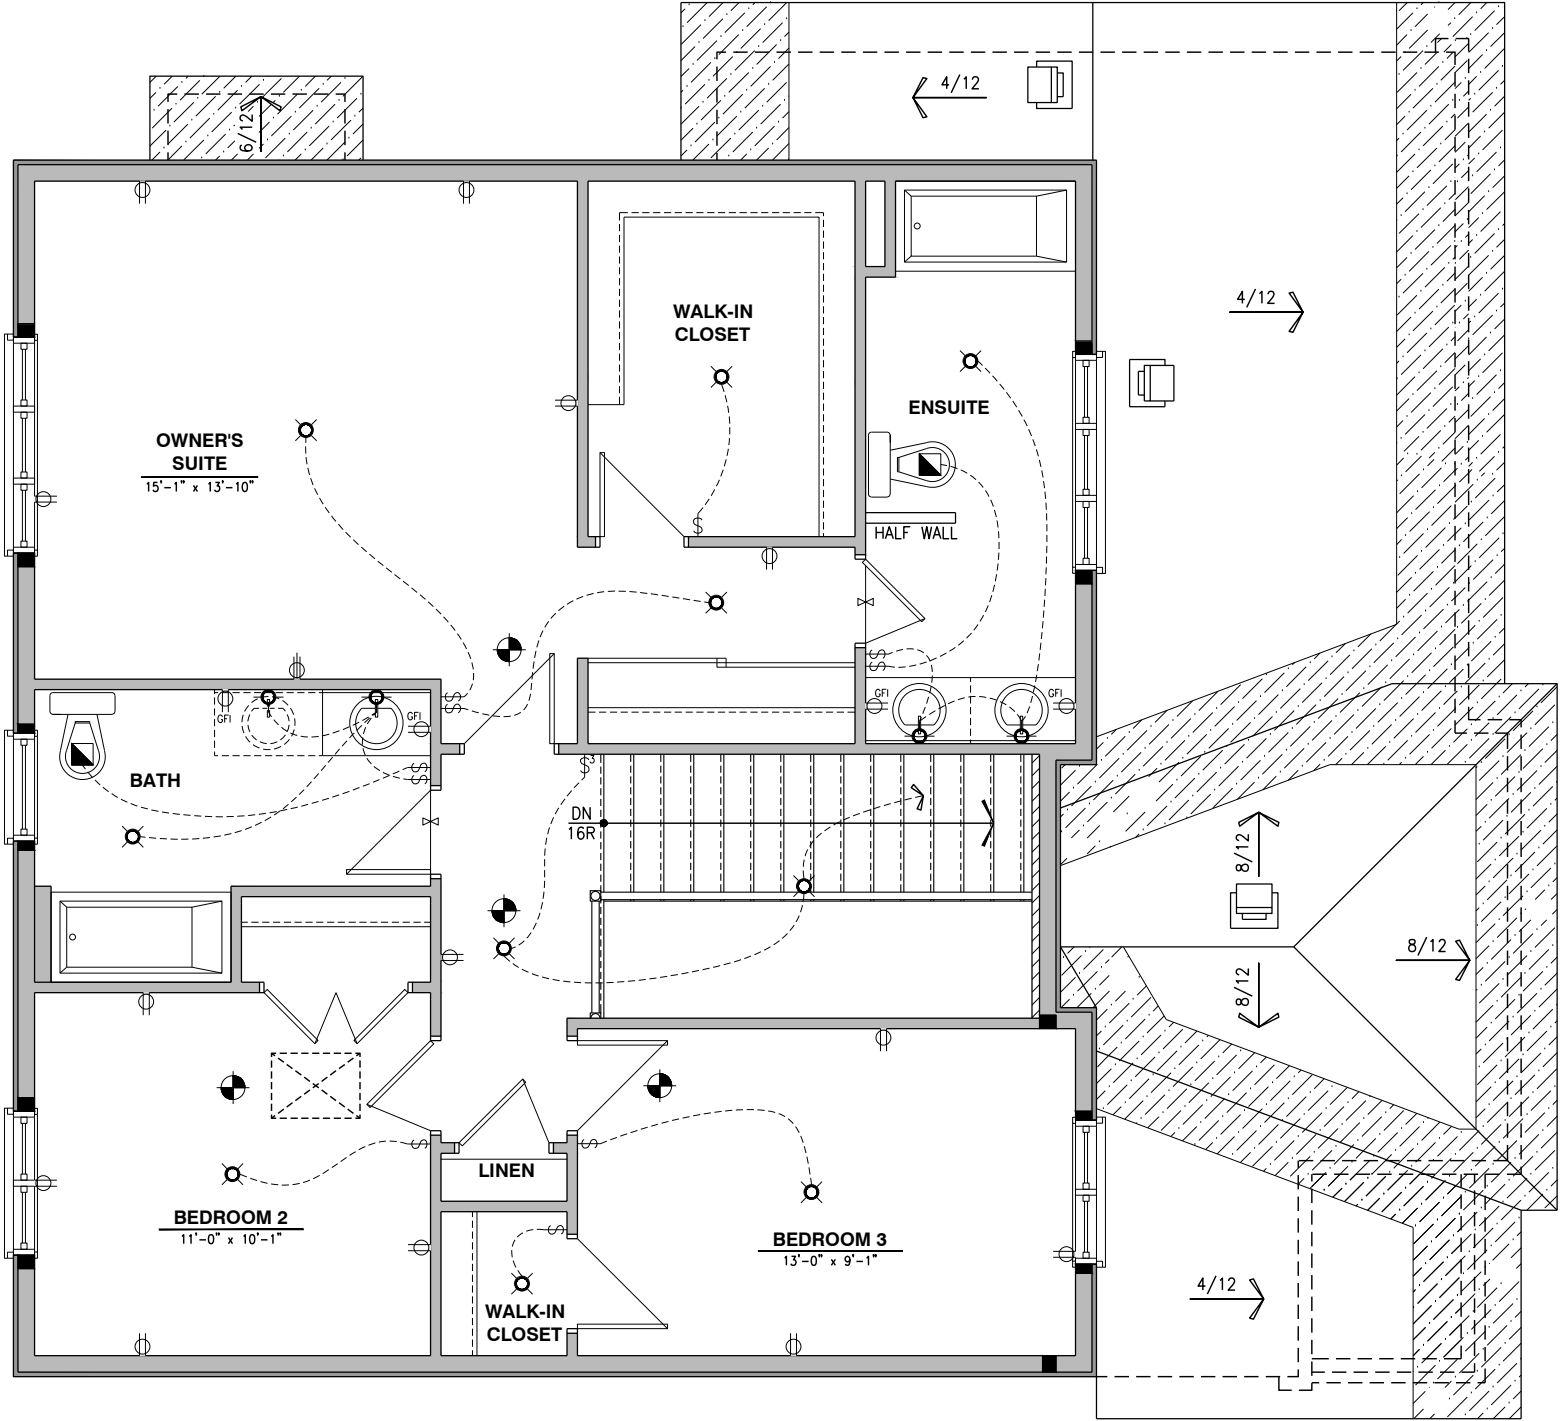 4/12
6/12
WALK-IN
CLOSET
4/12
ENSUITE
OWNER'S
SUITE
15'-1" x 13'-10"
S
HALF WALL
S
S
S
S
GFI
GFI
GFI
GFI
S
S
BATH
S3
DN
16R
8/12
8/12
8/12
S
S
LINEN
BEDROOM 2
11'-0" x 10'-1"
S
BEDROOM 3
13'-0" x 9'-1"
4/12
WALK-IN
CLOSET